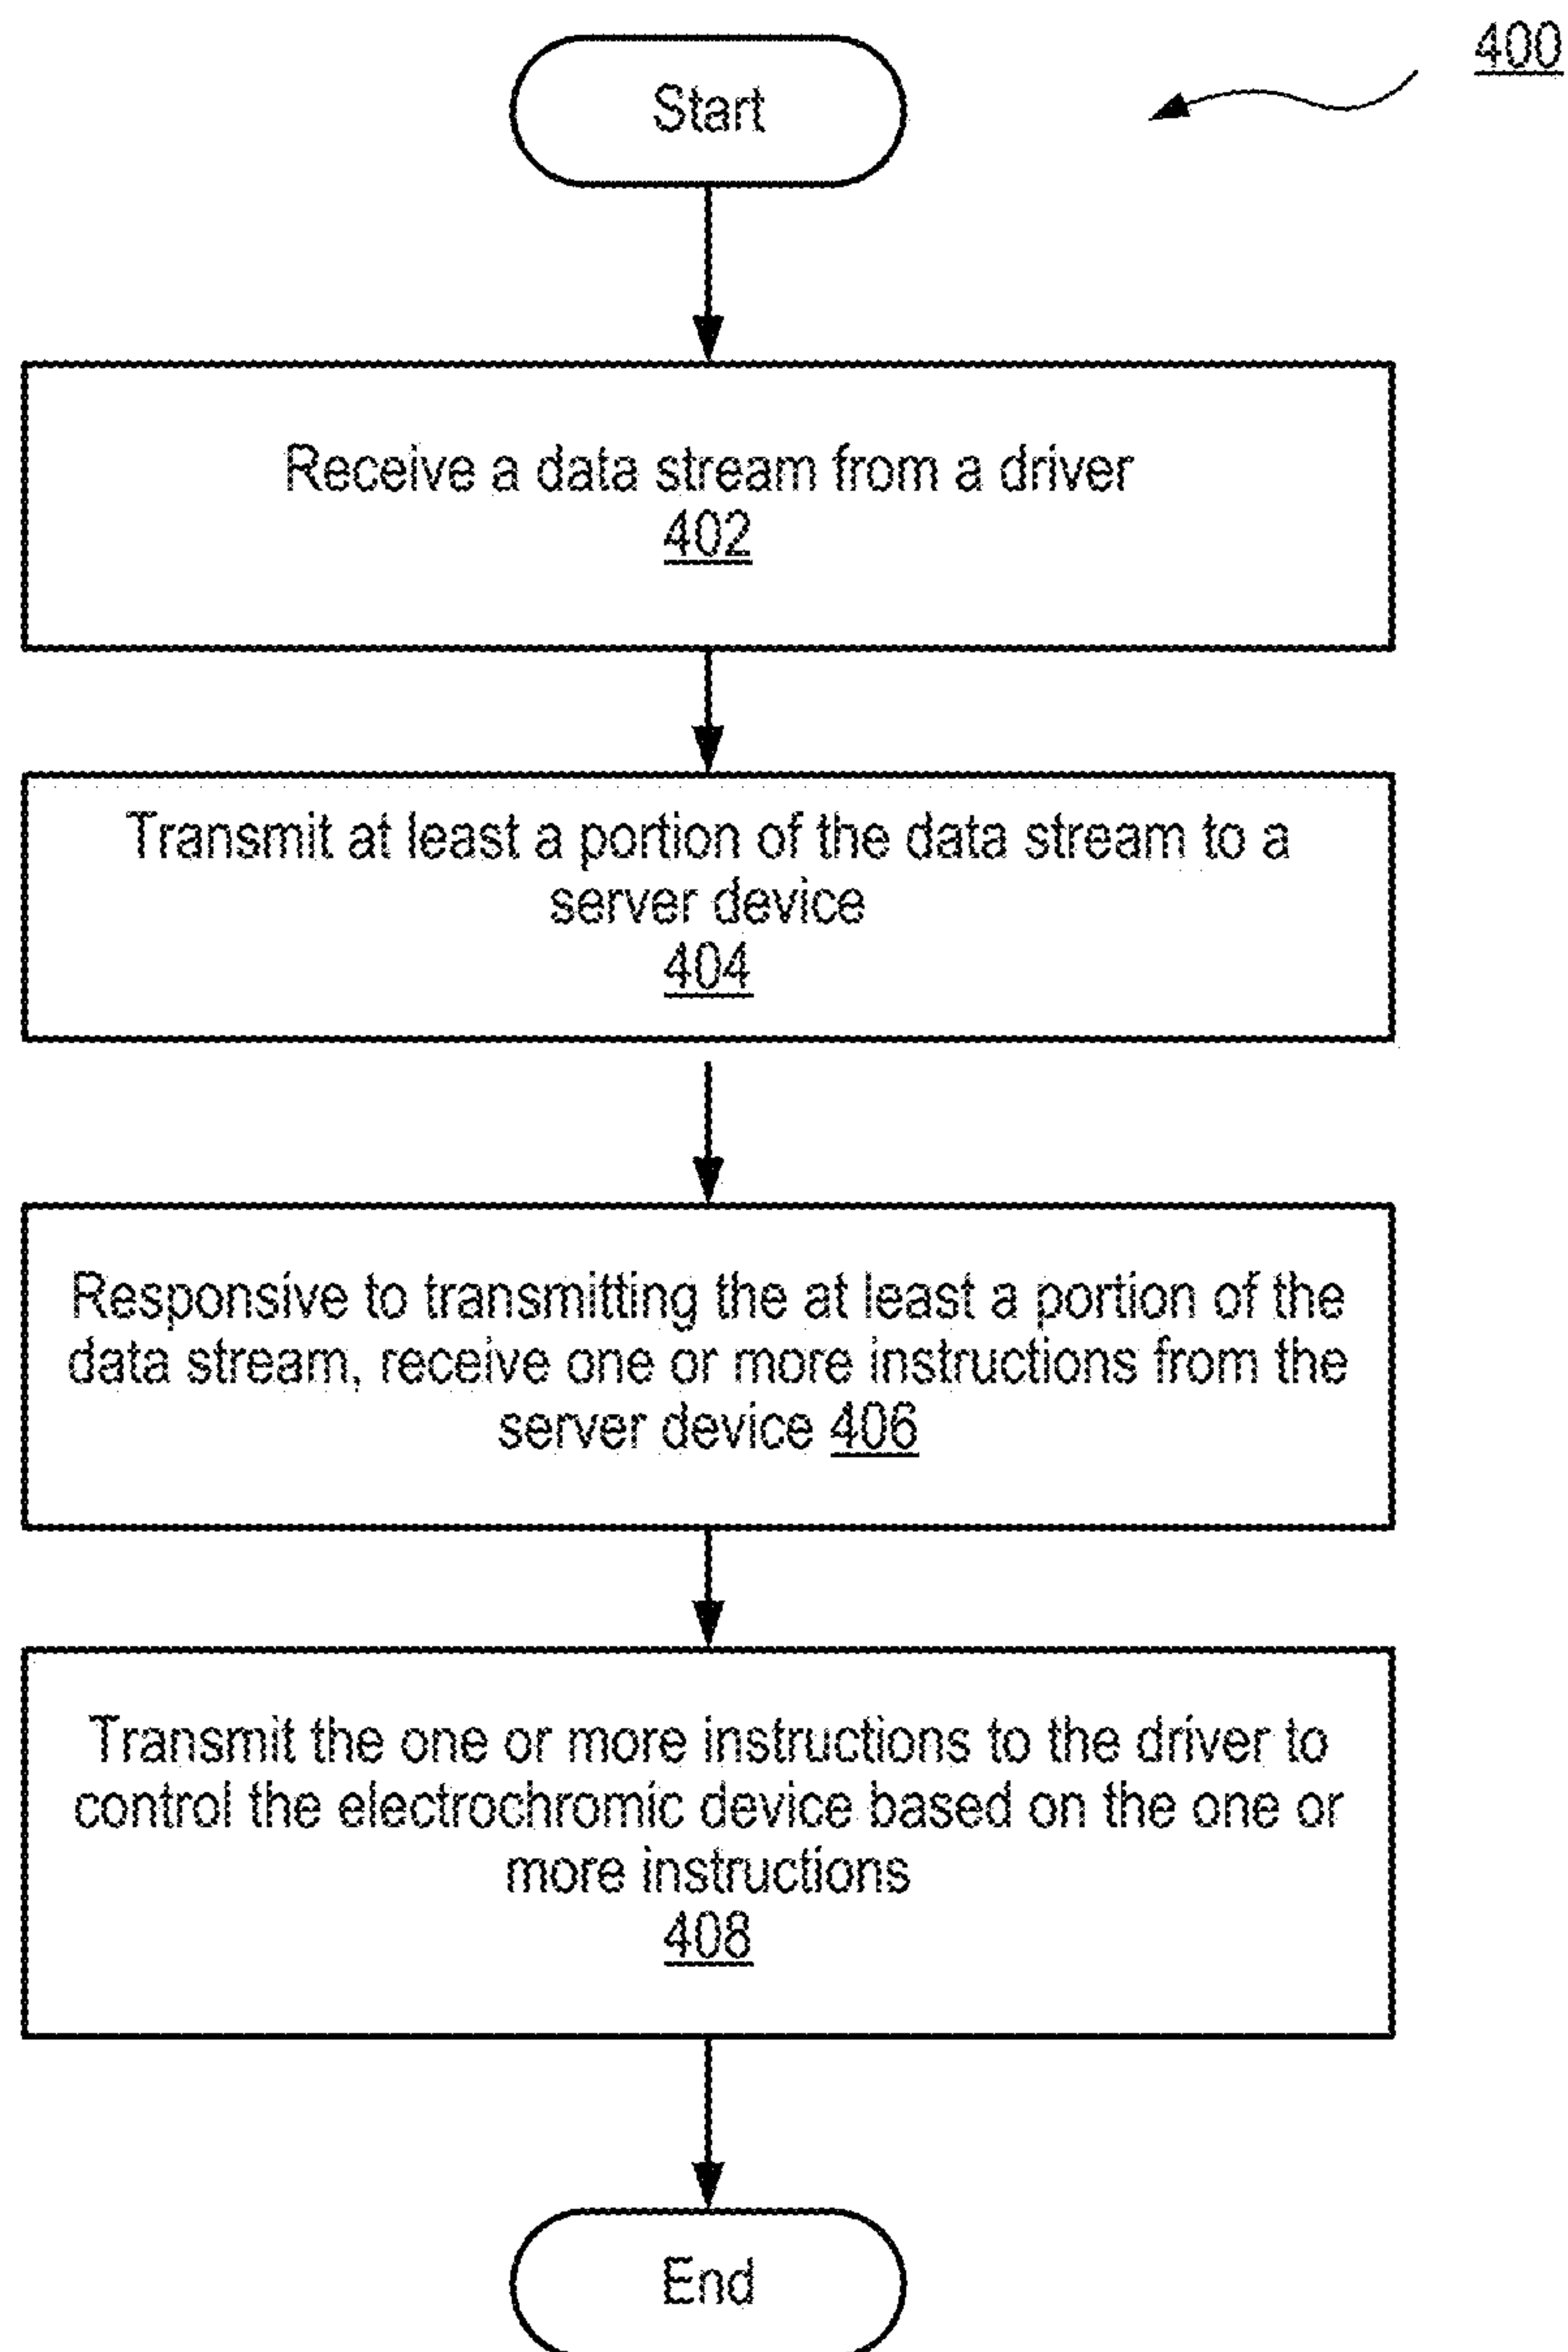 400
Start
Receive a data stream from a driver
402
Transmit at least a portion of the data stream to a
server device
404
Responsive to transmitting the at least a portion of the
data stream, receive one or more instructions from the
server device 406
Transmit the one or more instructions to the driver to
control the electrochromic device based on the one or
more instructions
408
End